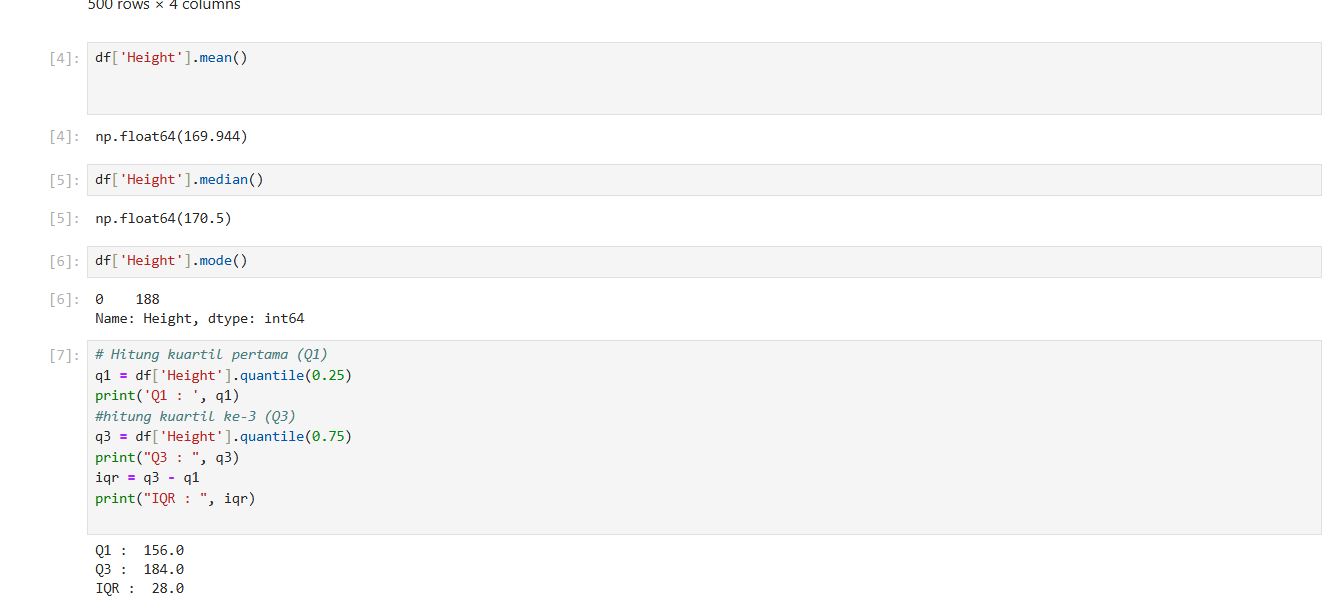 500 rows × 4 columns
[4]: df['Height'].mean()
[4]: np.float64(169.944)
[5]: df['Height'].median()
[5]: np.float64(170.5)
[6]: df['Height'].mode()
[6]: 0    188
Name: Height, dtype: int64
[7]: # Hitung kuartil pertama (Q1)
q1 = df['Height'].quantile(0.25)
print('Q1 : ', q1)
#hitung kuartil ke-3 (Q3)
q3 = df['Height'].quantile(0.75)
print("Q3 : ", q3)
iqr = q3 - q1
print("IQR : ", iqr)
Q1 :  156.0
Q3 :  184.0
IQR :  28.0